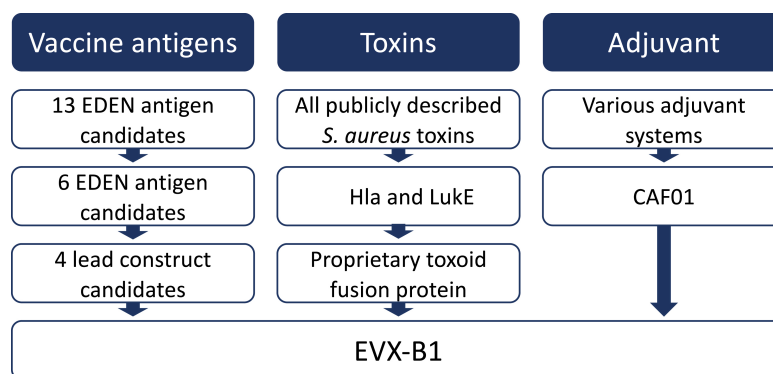 Vaccine antigens
13 EDEN antigen
candidates
6 EDEN antigen
candidates
4 lead construct
candidates
Toxins
All publicly described
S. aureus toxins
Hla and LukE
Proprietary toxoid
fusion protein
Adjuvant
Various adjuvant
systems
CAF01
EVX-B1